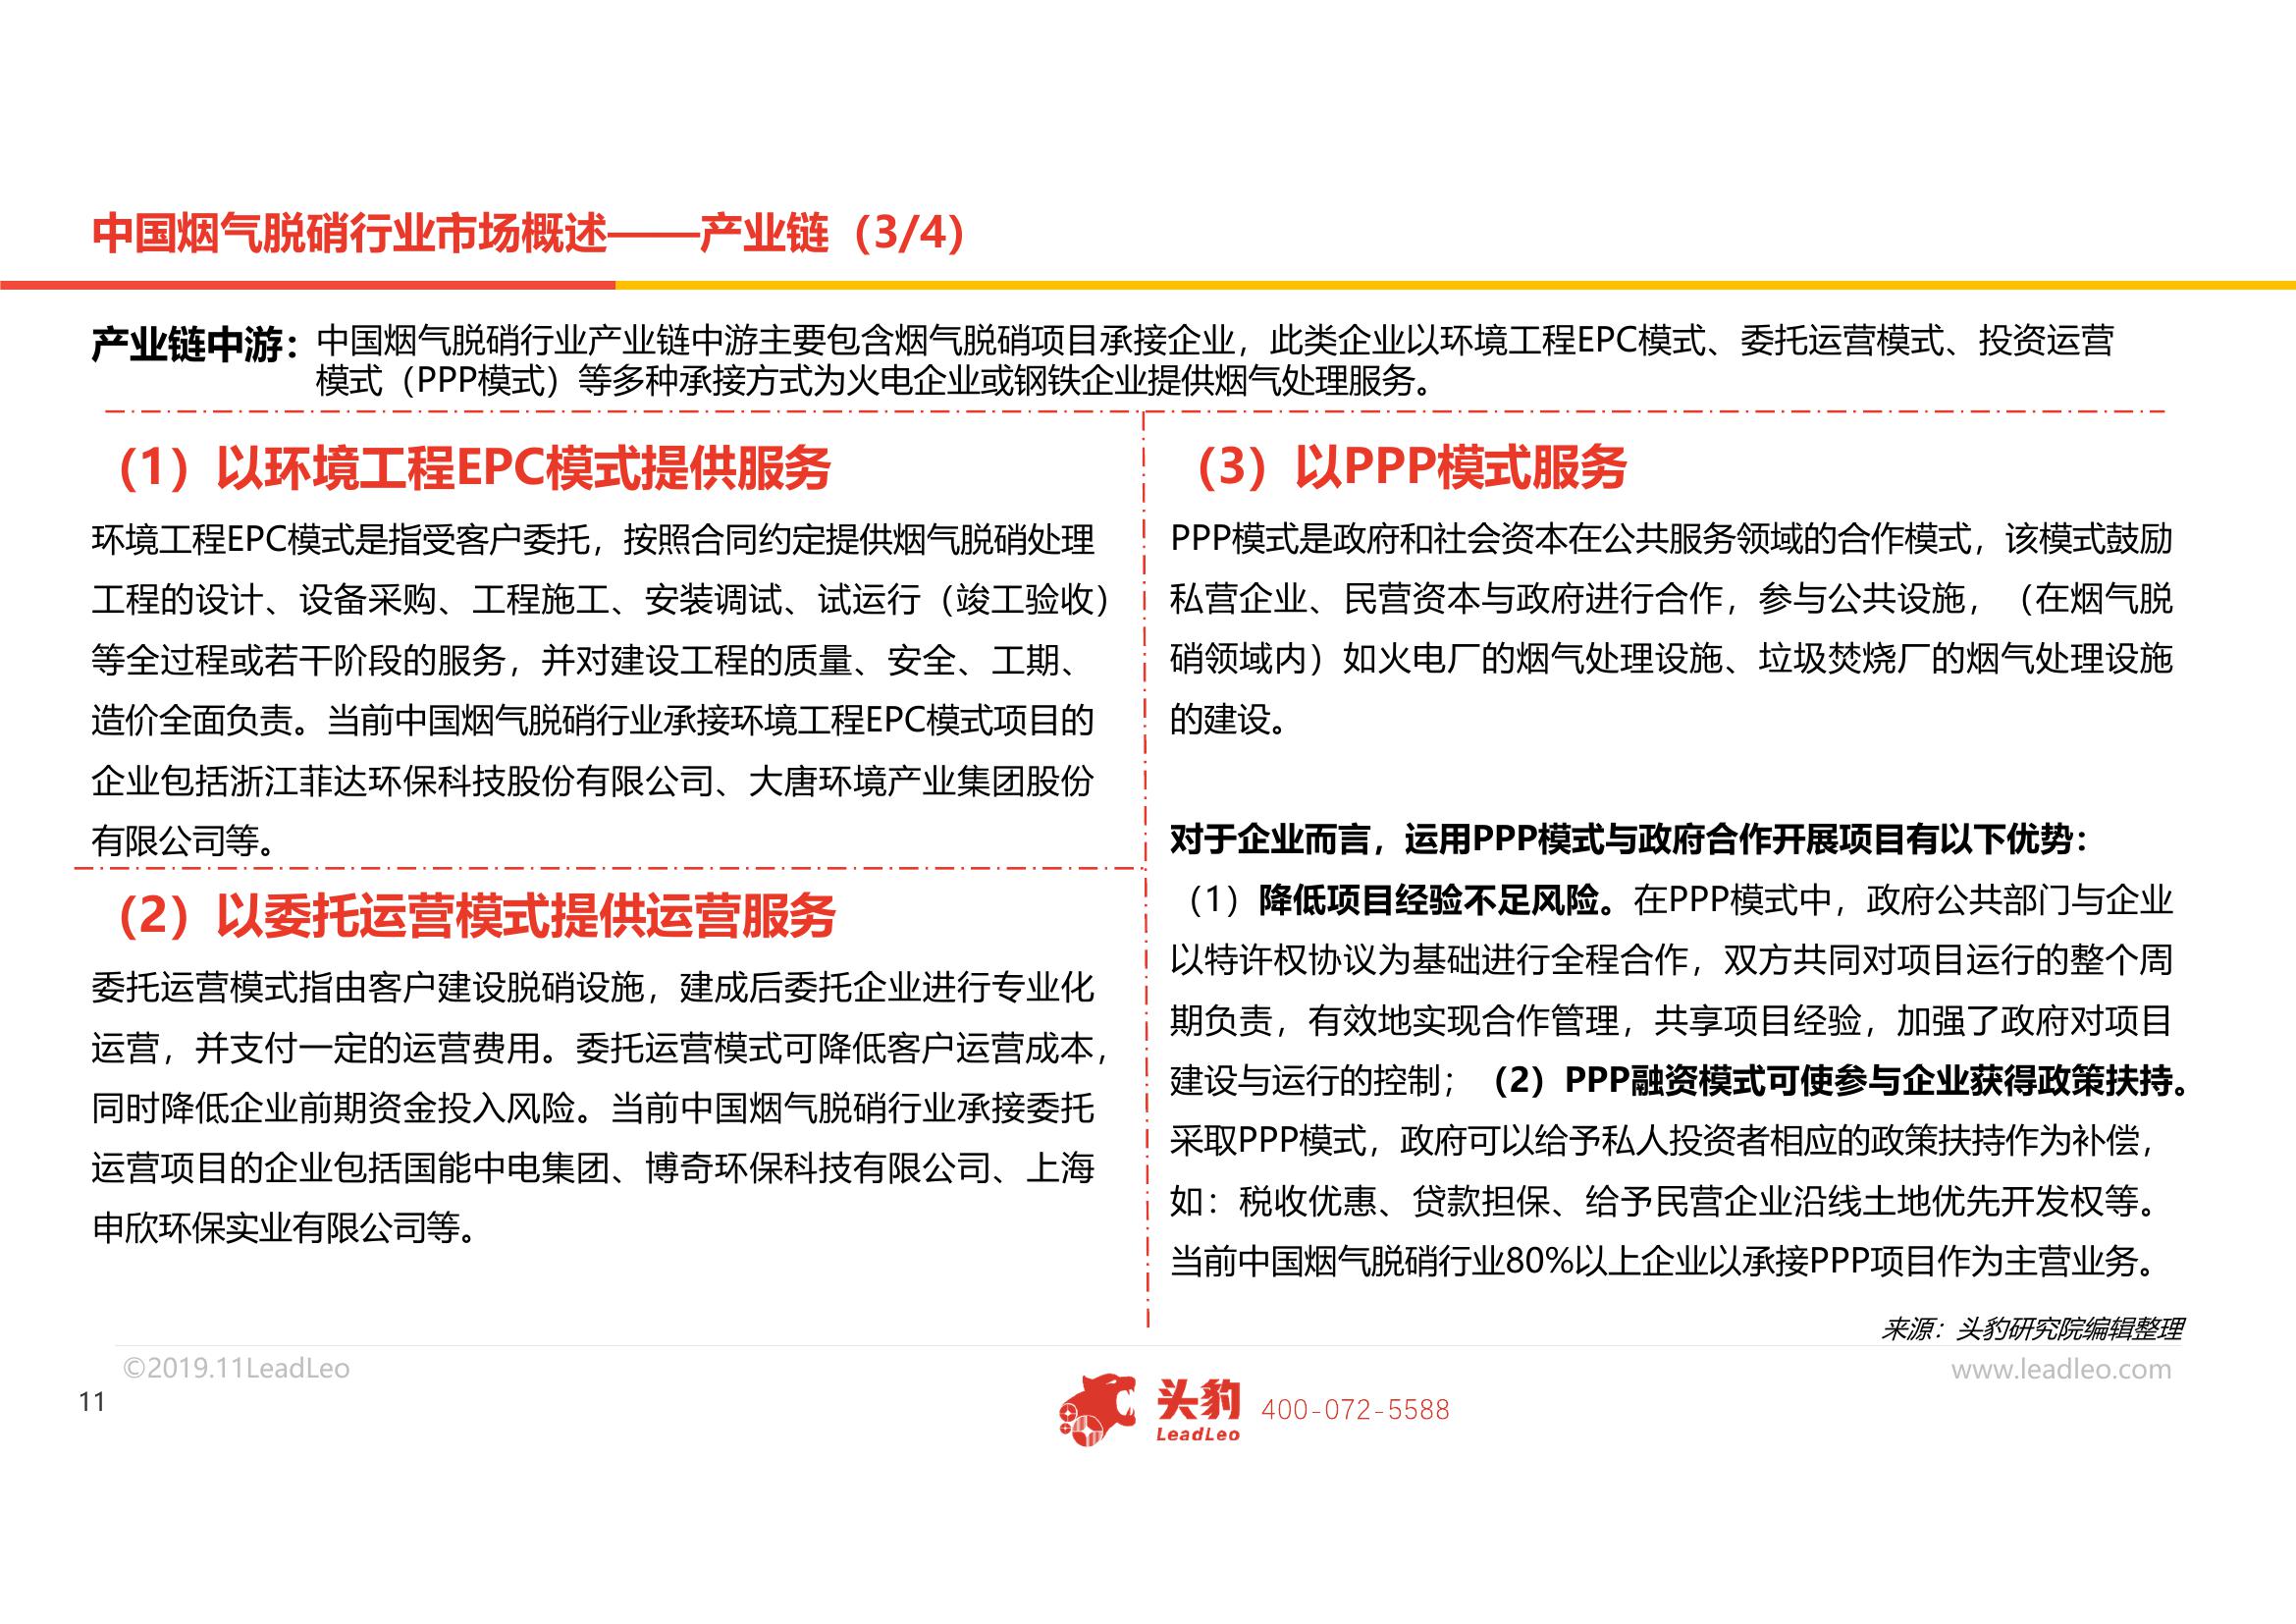 中国烟气脱硝行业市场概述——产业链（3/4）
产业链中游：中国烟气脱硝行业产业链中游主要包含烟气脱硝项目承接企业，此类企业以环境工程EPC模式、委托运营模式、投资运营
模式（PPP模式）等多种承接方式为火电企业或钢铁企业提供烟气处理服务。
（1）以环境工程EPC模式提供服务
环境工程EPC模式是指受客户委托，按照合同约定提供烟气脱硝处理
工程的设计、设备采购、工程施工、安装调试、试运行（竣工验收）
等全过程或若干阶段的服务，并对建设工程的质量、安全、工期、
造价全面负责。当前中国烟气脱硝行业承接环境工程EPC模式项目的
企业包括浙江菲达环保科技股份有限公司、大唐环境产业集团股份
有限公司等。
（2）以委托运营模式提供运营服务
委托运营模式指由客户建设脱硝设施，建成后委托企业进行专业化
运营，并支付一定的运营费用。委托运营模式可降低客户运营成本，
同时降低企业前期资金投入风险。当前中国烟气脱硝行业承接委托
运营项目的企业包括国能中电集团、博奇环保科技有限公司、上海
申欣环保实业有限公司等。
（3）以PPP模式服务
PPP模式是政府和社会资本在公共服务领域的合作模式，该模式鼓励
私营企业、民营资本与政府进行合作，参与公共设施，（在烟气脱
硝领域内）如火电厂的烟气处理设施、垃圾焚烧厂的烟气处理设施
的建设。
对于企业而言，运用PPP模式与政府合作开展项目有以下优势：
（1）降低项目经验不足风险。在PPP模式中，政府公共部门与企业
以特许权协议为基础进行全程合作，双方共同对项目运行的整个周
期负责，有效地实现合作管理，共享项目经验，加强了政府对项目
建设与运行的控制；（2）PPP融资模式可使参与企业获得政策扶持。
采取PPP模式，政府可以给予私人投资者相应的政策扶持作为补偿，
如：税收优惠、贷款担保、给予民营企业沿线土地优先开发权等。
当前中国烟气脱硝行业80%以上企业以承接PPP项目作为主营业务。
来源：头豹研究院编辑整理
©2019.11LeadLeo
www.leadleo.com
11
头豹
LeadLeo
400-072-5588